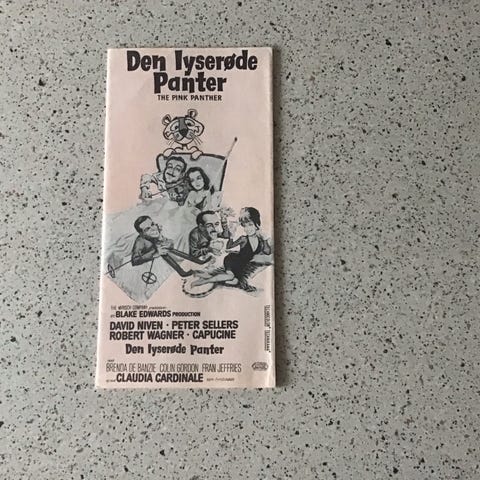 Den lyserøde
Panter
THE PINK PANTHER
THE MIRISCH COMPANY
BLAKE EDWARDS PRODUCTION
DAVID NIVEN · PETER SELLERS
ROBERT WAGNER · CAPUCINE
Den lyserøde Panter
BRENDA DE BANZIE COLIN GORDON FRAN JEFFRIES
CLAUDIA CARDINALE